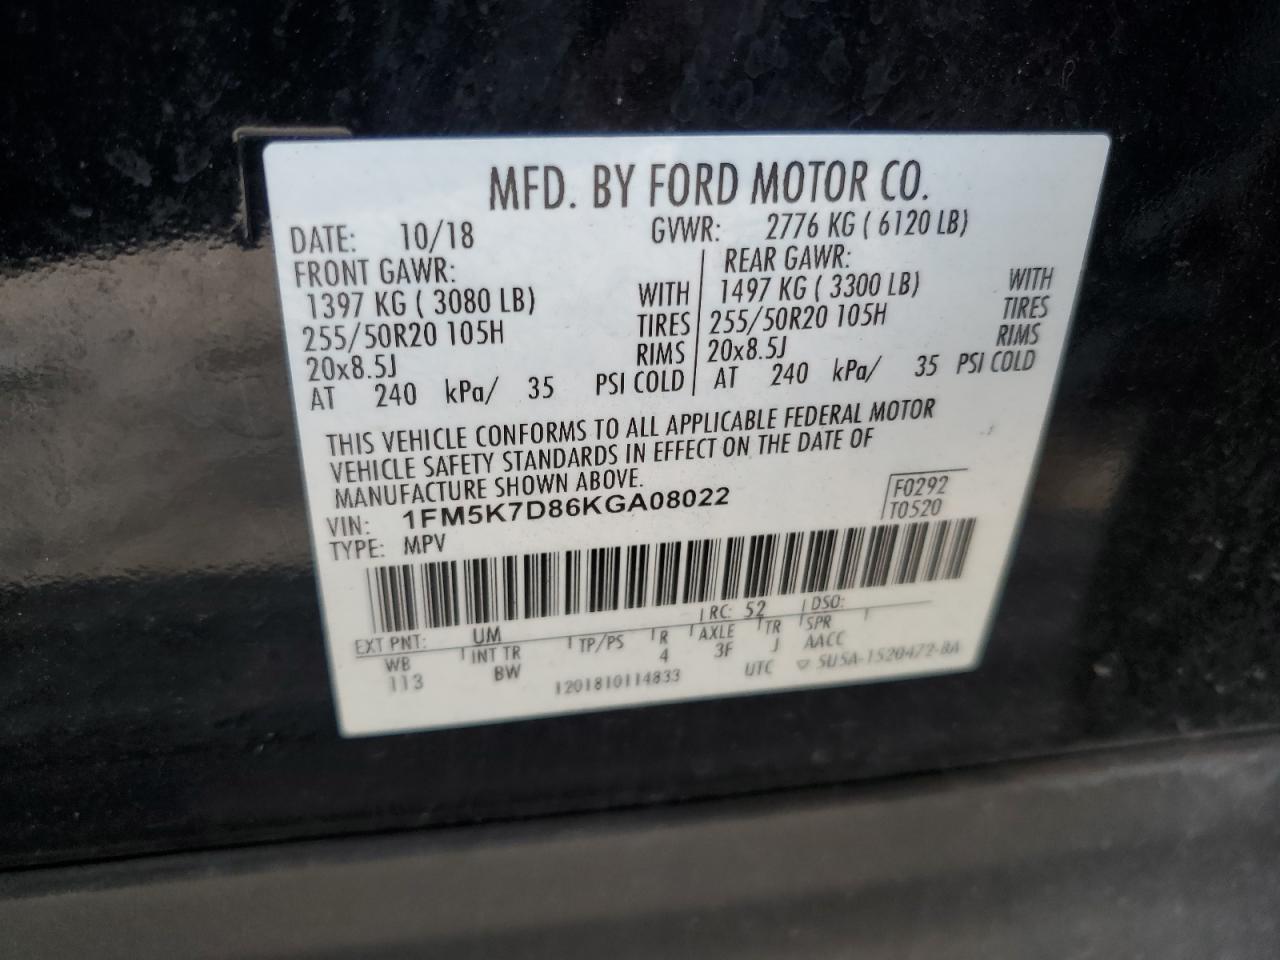 MFD. BY FORD MOTOR CO.
DATE: 10/18 GVWR: 2776 KG ( 6120 LB)
FRONT GAWR: REAR GAWR:
1397 KG ( 3080 LB) WITH 1497 KG ( 3300 LB) WITH
255/50R20 105H TIRES 255/50R20 105H TIRES
20x8.5J RIMS 20x8.5J RIMS
AT 240 kPa/ 35 PSI COLD AT 240 kPa/ 35 PSI COLD
THIS VEHICLE CONFORMS TO ALL APPLICABLE FEDERAL MOTOR
VEHICLE SAFETY STANDARDS IN EFFECT ON THE DATE OF
MANUFACTURE SHOWN ABOVE.
VIN: 1FM5K7D86KGA08022 F0292
TYPE: MPV T0520
EXT PNT: UM RC: 52 DSO:
WB INT TR TP/PS R AXLE TR SPR
113 BW 4 3F J AACC
1201810114833 UTC ▽ 5U5A-1520472-BA